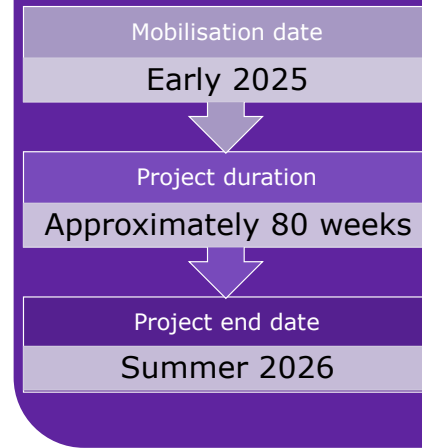 Mobilisation date
Early 2025
Project duration
Approximately 80 weeks
Project end date
Summer 2026